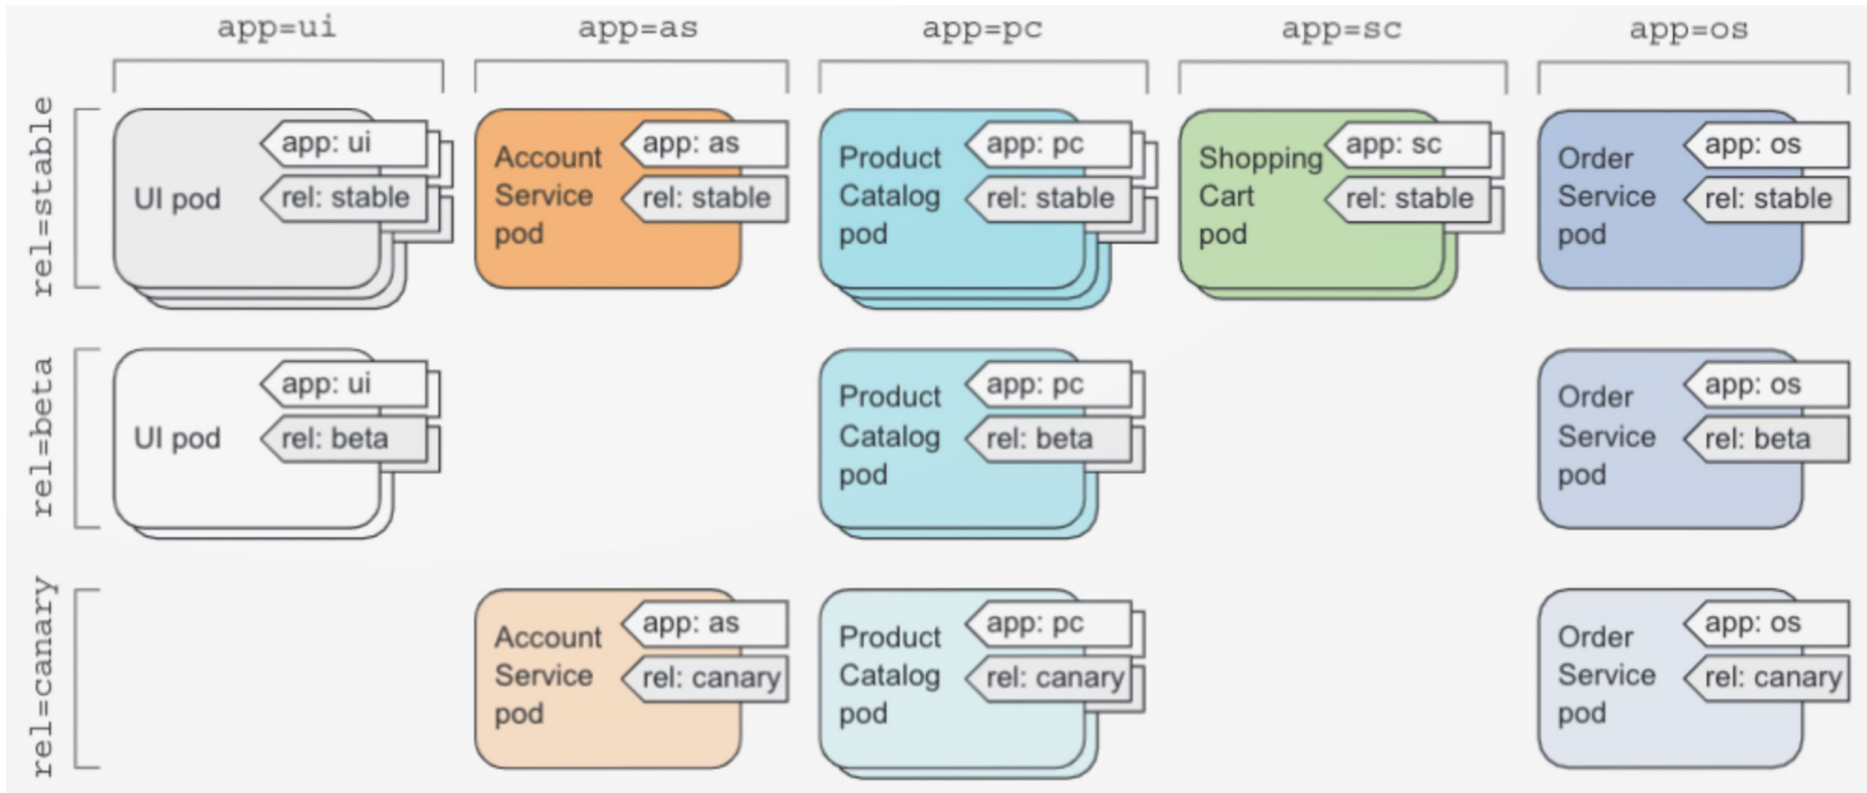 app=ui
app=as
app=pc
app=sc
app=os
rel=stable
UI pod
app: ui
rel: stable
Account
Service
pod
app: as
rel: stable
Product
Catalog
pod
app: pc
rel: stable
Shopping
Cart
pod
app: sc
rel: stable
Order
Service
pod
app: os
rel: stable
rel=beta
UI pod
app: ui
rel: beta
Product
Catalog
pod
app: pc
rel: beta
Order
Service
pod
app: os
rel: beta
rel=canary
Account
Service
pod
app: as
rel: canary
Product
Catalog
pod
app: pc
rel: canary
Order
Service
pod
app: os
rel: canary